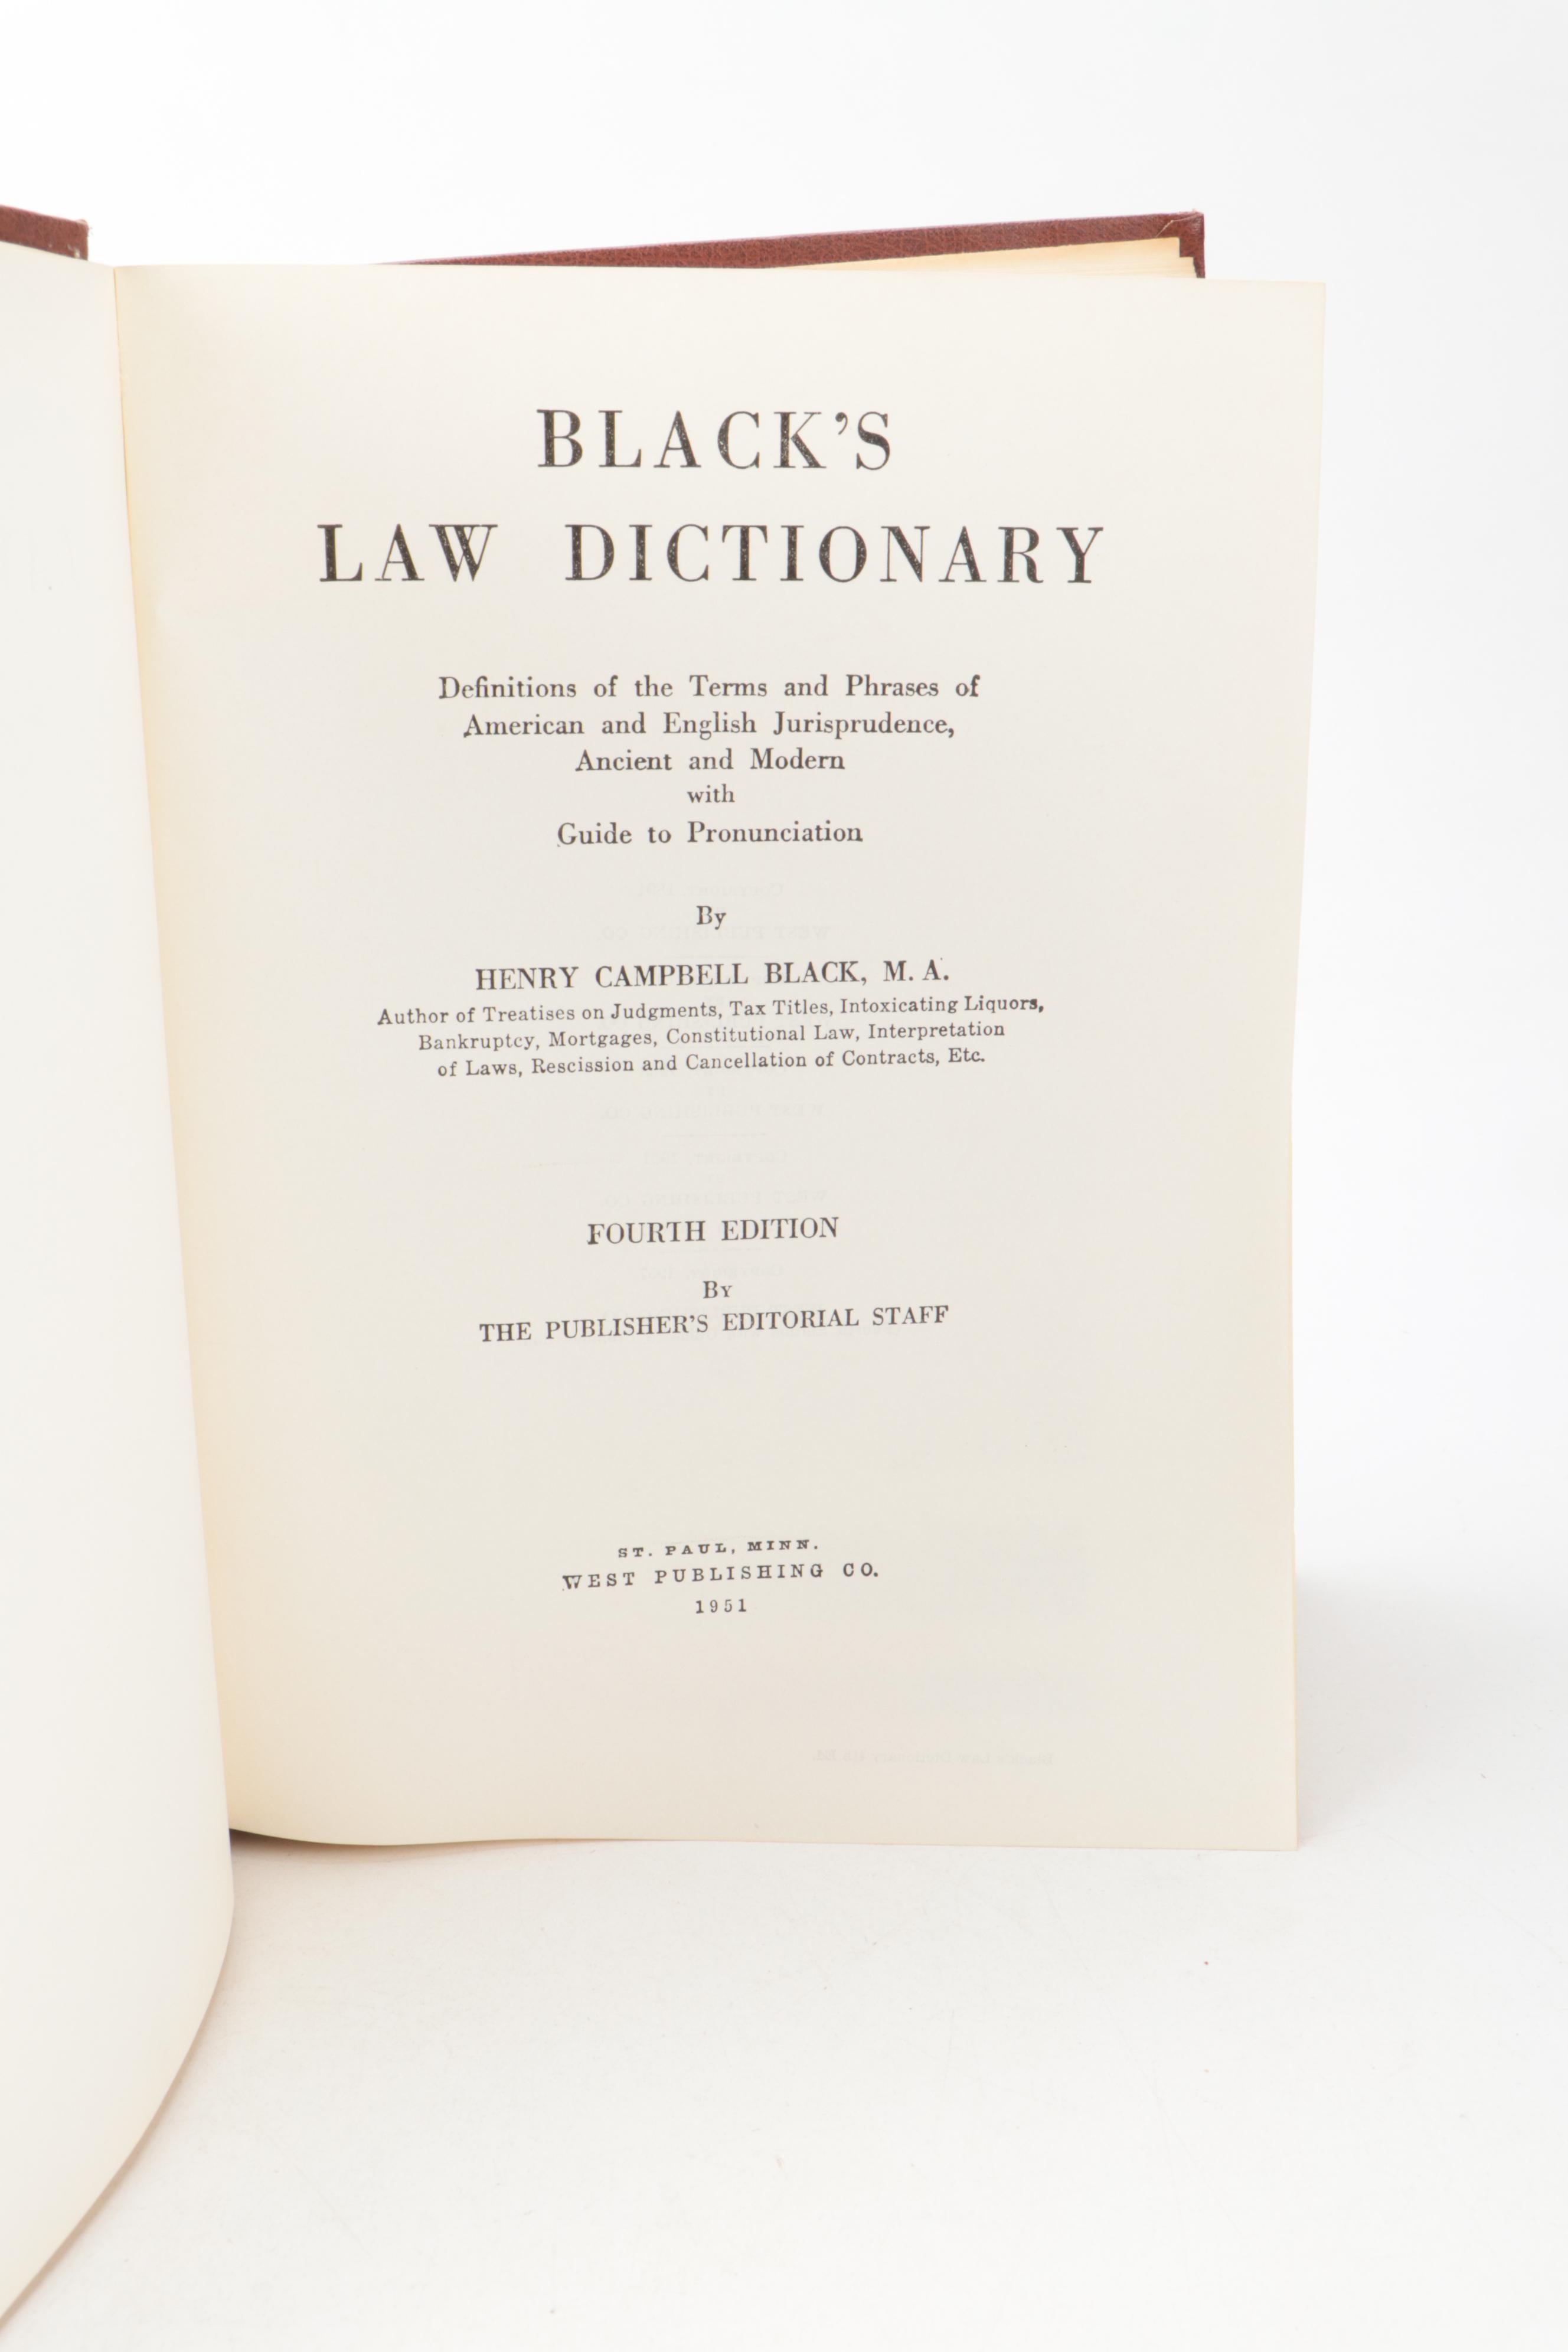 BLACK'S
LAW DICTIONARY
Definitions of the Terms and Phrases of
American and English Jurisprudence,
Ancient and Modern
with
Guide to Pronunciation
By
HENRY CAMPBELL BLACK, M. A.
Author of Treatises on Judgments, Tax Titles, Intoxicating Liquors,
Bankruptcy, Mortgages, Constitutional Law, Interpretation
of Laws, Rescission and Cancellation of Contracts, Etc.
FOURTH EDITION
By
THE PUBLISHER'S EDITORIAL STAFF
ST. PAUL, MINN.
WEST PUBLISHING CO.
1951